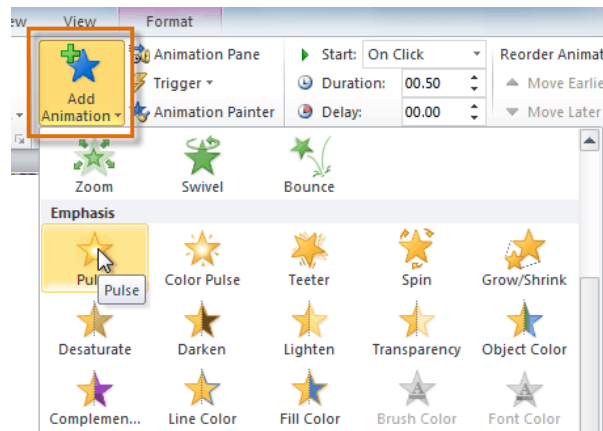 ew View Format
Add Animation
Animation Pane
Trigger
Animation Painter
Start: On Click
Duration: 00.50
Delay: 00.00
Reorder Animat
Move Earlie
Move Later
Zoom Swivel Bounce
Emphasis
Pul Color Pulse Teeter Spin Grow/Shrink
Pulse
Desaturate Darken Lighten Transparency Object Color
Complemen... Line Color Fill Color Brush Color Font Color